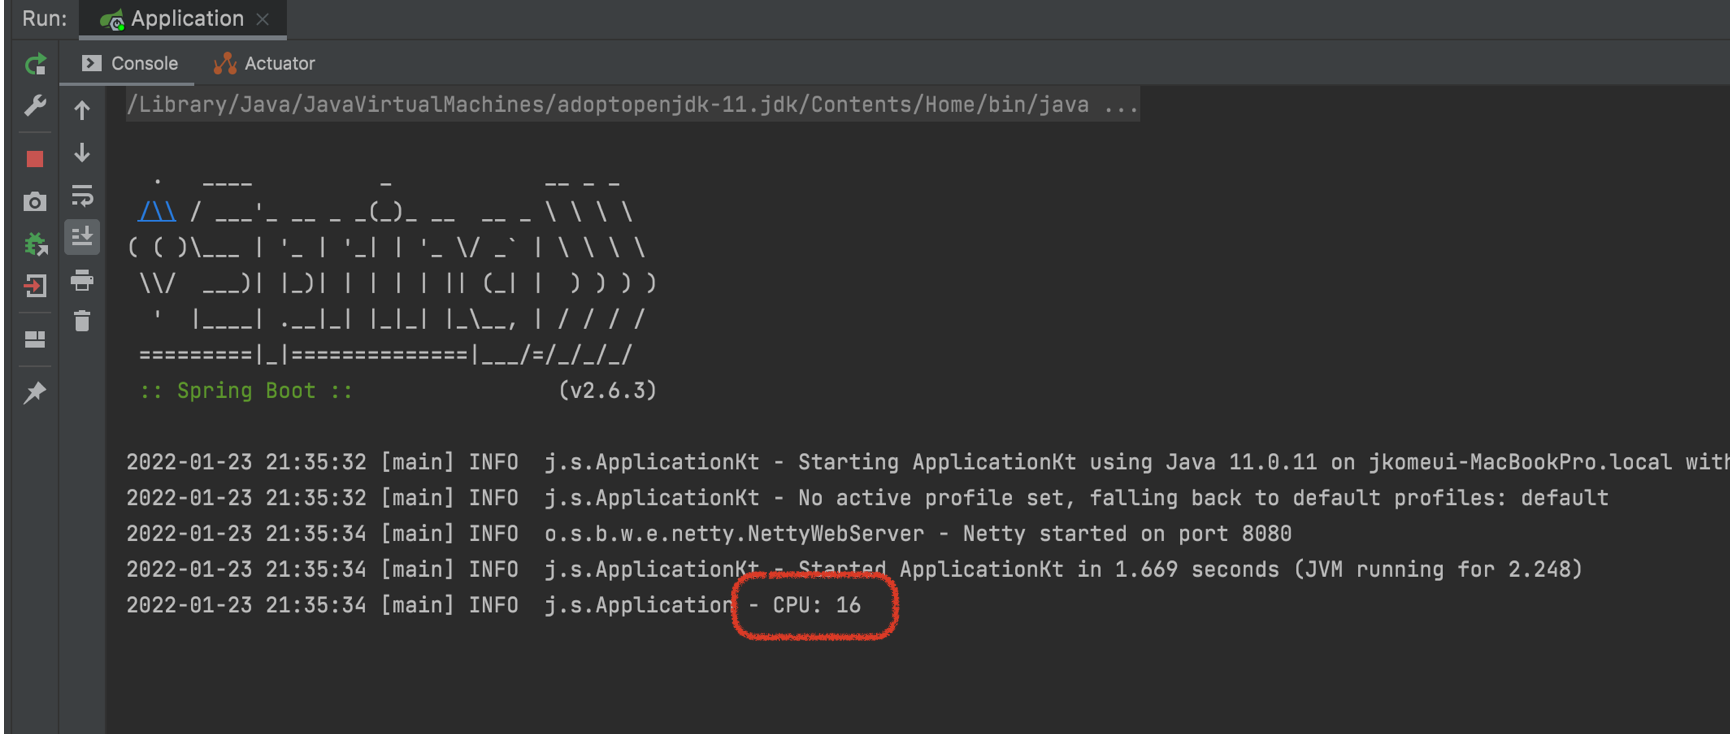 Run: Application
Console Actuator
/Library/Java/JavaVirtualMachines/adoptopenjdk-11.jdk/Contents/Home/bin/java ...
  .   ____          _            __ _ _
 /\\ / ___'_ __ _ _(_)_ __  __ _ \ \ \ \
( ( )\___ | '_ | '_| | '_ \/ _` | \ \ \ \
 \\/  ___)| |_)| | | | | || (_| |  ) ) ) )
  '  |____| .__|_| |_|_| |_\__, | / / / /
 =========|_|==============|___/=/_/_/_/
 :: Spring Boot ::                (v2.6.3)
2022-01-23 21:35:32 [main] INFO  j.s.ApplicationKt - Starting ApplicationKt using Java 11.0.11 on jkomeui-MacBookPro.local with
2022-01-23 21:35:32 [main] INFO  j.s.ApplicationKt - No active profile set, falling back to default profiles: default
2022-01-23 21:35:34 [main] INFO  o.s.b.w.e.netty.NettyWebServer - Netty started on port 8080
2022-01-23 21:35:34 [main] INFO  j.s.ApplicationKt - Started ApplicationKt in 1.669 seconds (JVM running for 2.248)
2022-01-23 21:35:34 [main] INFO  j.s.Application - CPU: 16